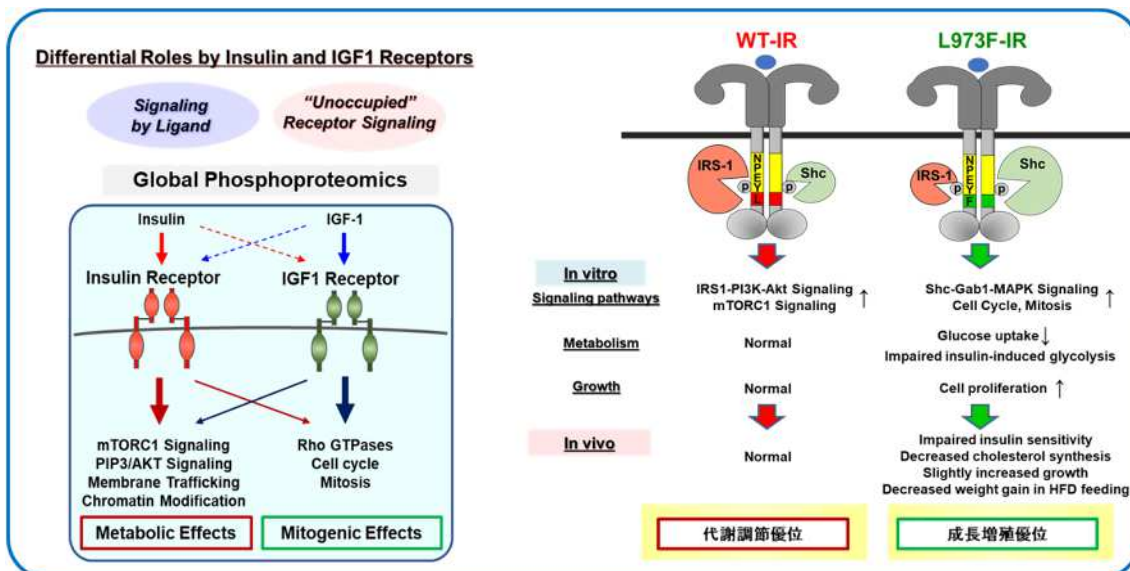 Differential Roles by Insulin and IGF1 Receptors
Signaling
by Ligand
“Unoccupied”
Receptor Signaling
Global Phosphoproteomics
Insulin
IGF-1
Insulin Receptor
IGF1 Receptor
mTORC1 Signaling
PIP3/AKT Signaling
Membrane Trafficking
Chromatin Modification
Rho GTPases
Cell cycle
Mitosis
Metabolic Effects
Mitogenic Effects
WT-IR
L973F-IR
IRS-1
NPEY
L
p
p
Shc
IRS-1
NPEY
F
p
p
Shc
In vitro
Signaling pathways
IRS1-PI3K-Akt Signaling
mTORC1 Signaling
↑
Shc-Gab1-MAPK Signaling
Cell Cycle, Mitosis
↑
Metabolism
Normal
Glucose uptake↓
Impaired insulin-induced glycolysis
Growth
Normal
Cell proliferation ↑
In vivo
Normal
Impaired insulin sensitivity
Decreased cholesterol synthesis
Slightly increased growth
Decreased weight gain in HFD feeding
代謝調節優位
成長増殖優位